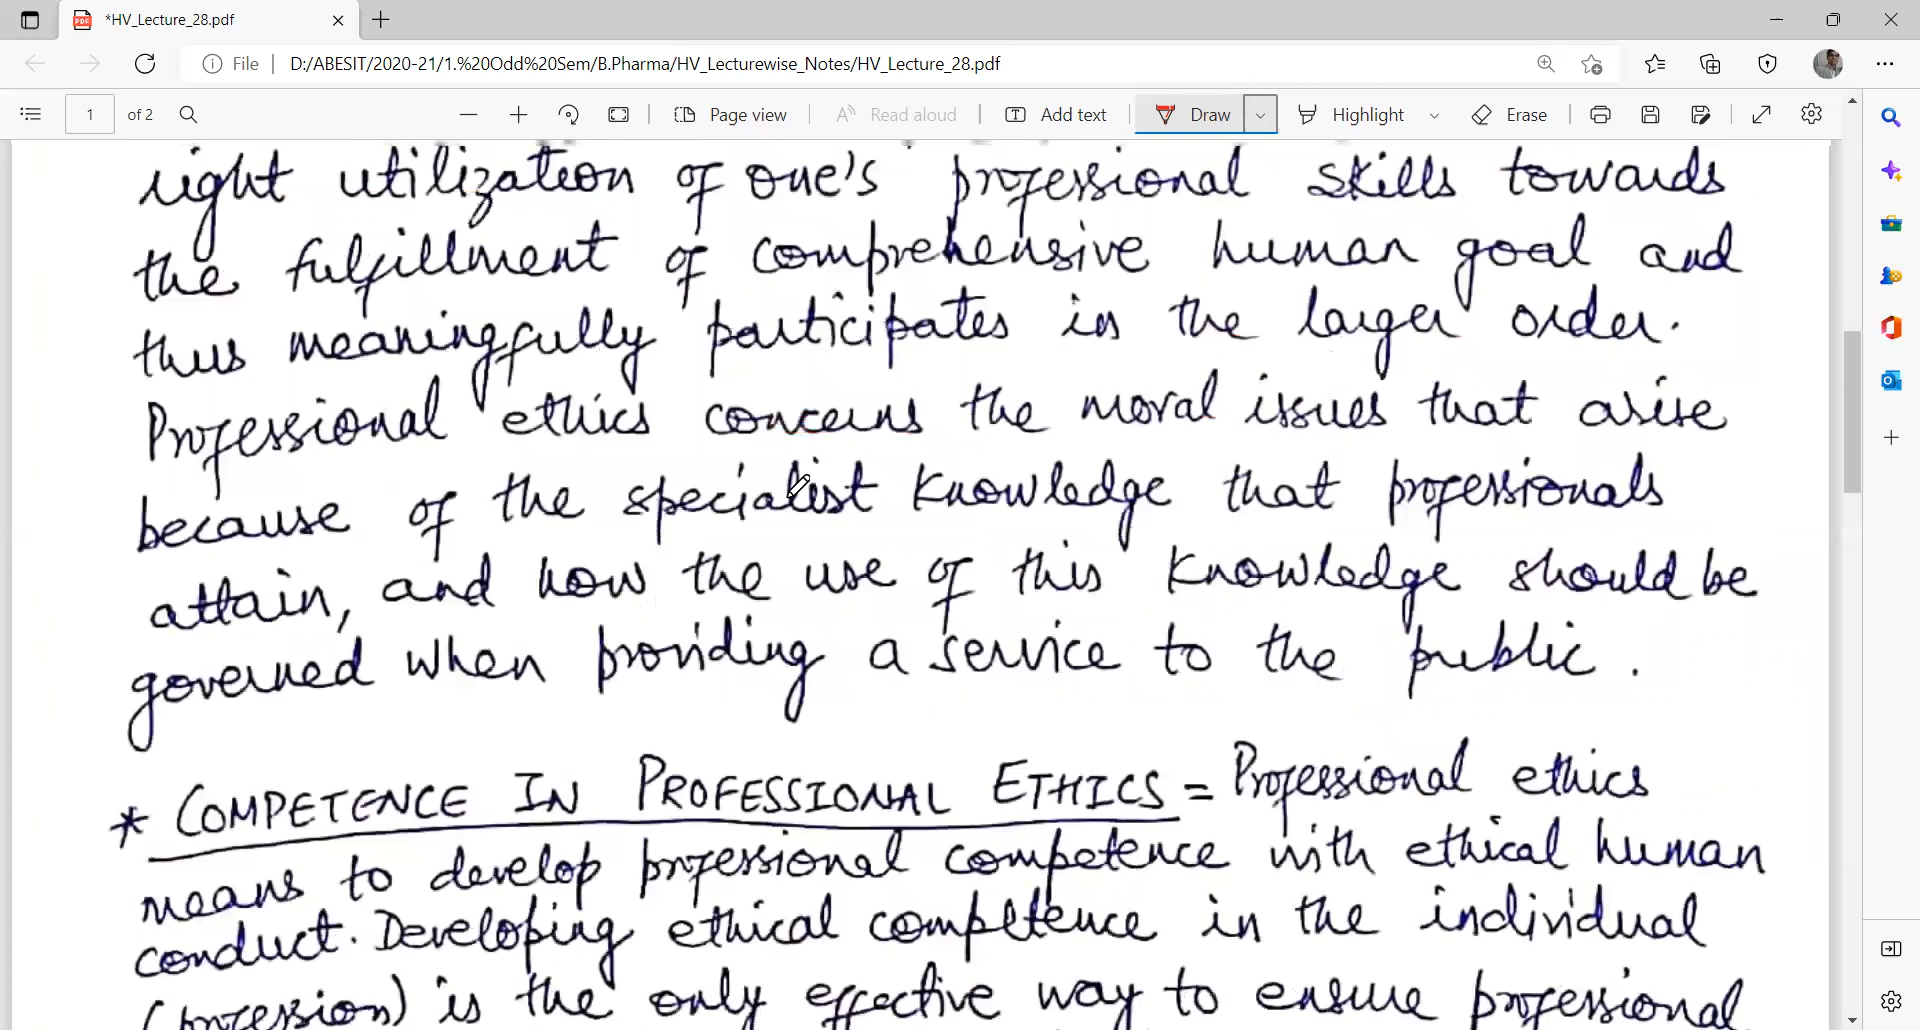 *HV_Lecture_28.pdf
File | D:/ABESIT/2020-21/1.%20Odd%20Sem/B.Pharma/HV_Lecturewise_Notes/HV_Lecture_28.pdf
1 of 2 Page view Read aloud Add text Draw Highlight Erase
right utilization of one's professional skills towards
the fulfillment of comprehensive human goal and
thus meaningfully participates in the larger order.
Professional ethics concerns the moral issues that arise
because of the specialist knowledge that professionals
attain, and how the use of this knowledge should be
governed when providing a service to the public.
* COMPETENCE IN PROFESSIONAL ETHICS = Professional ethics
means to develop professional competence with ethical human
conduct. Developing ethical competence in the individual
(profession) is the only effective way to ensure professional